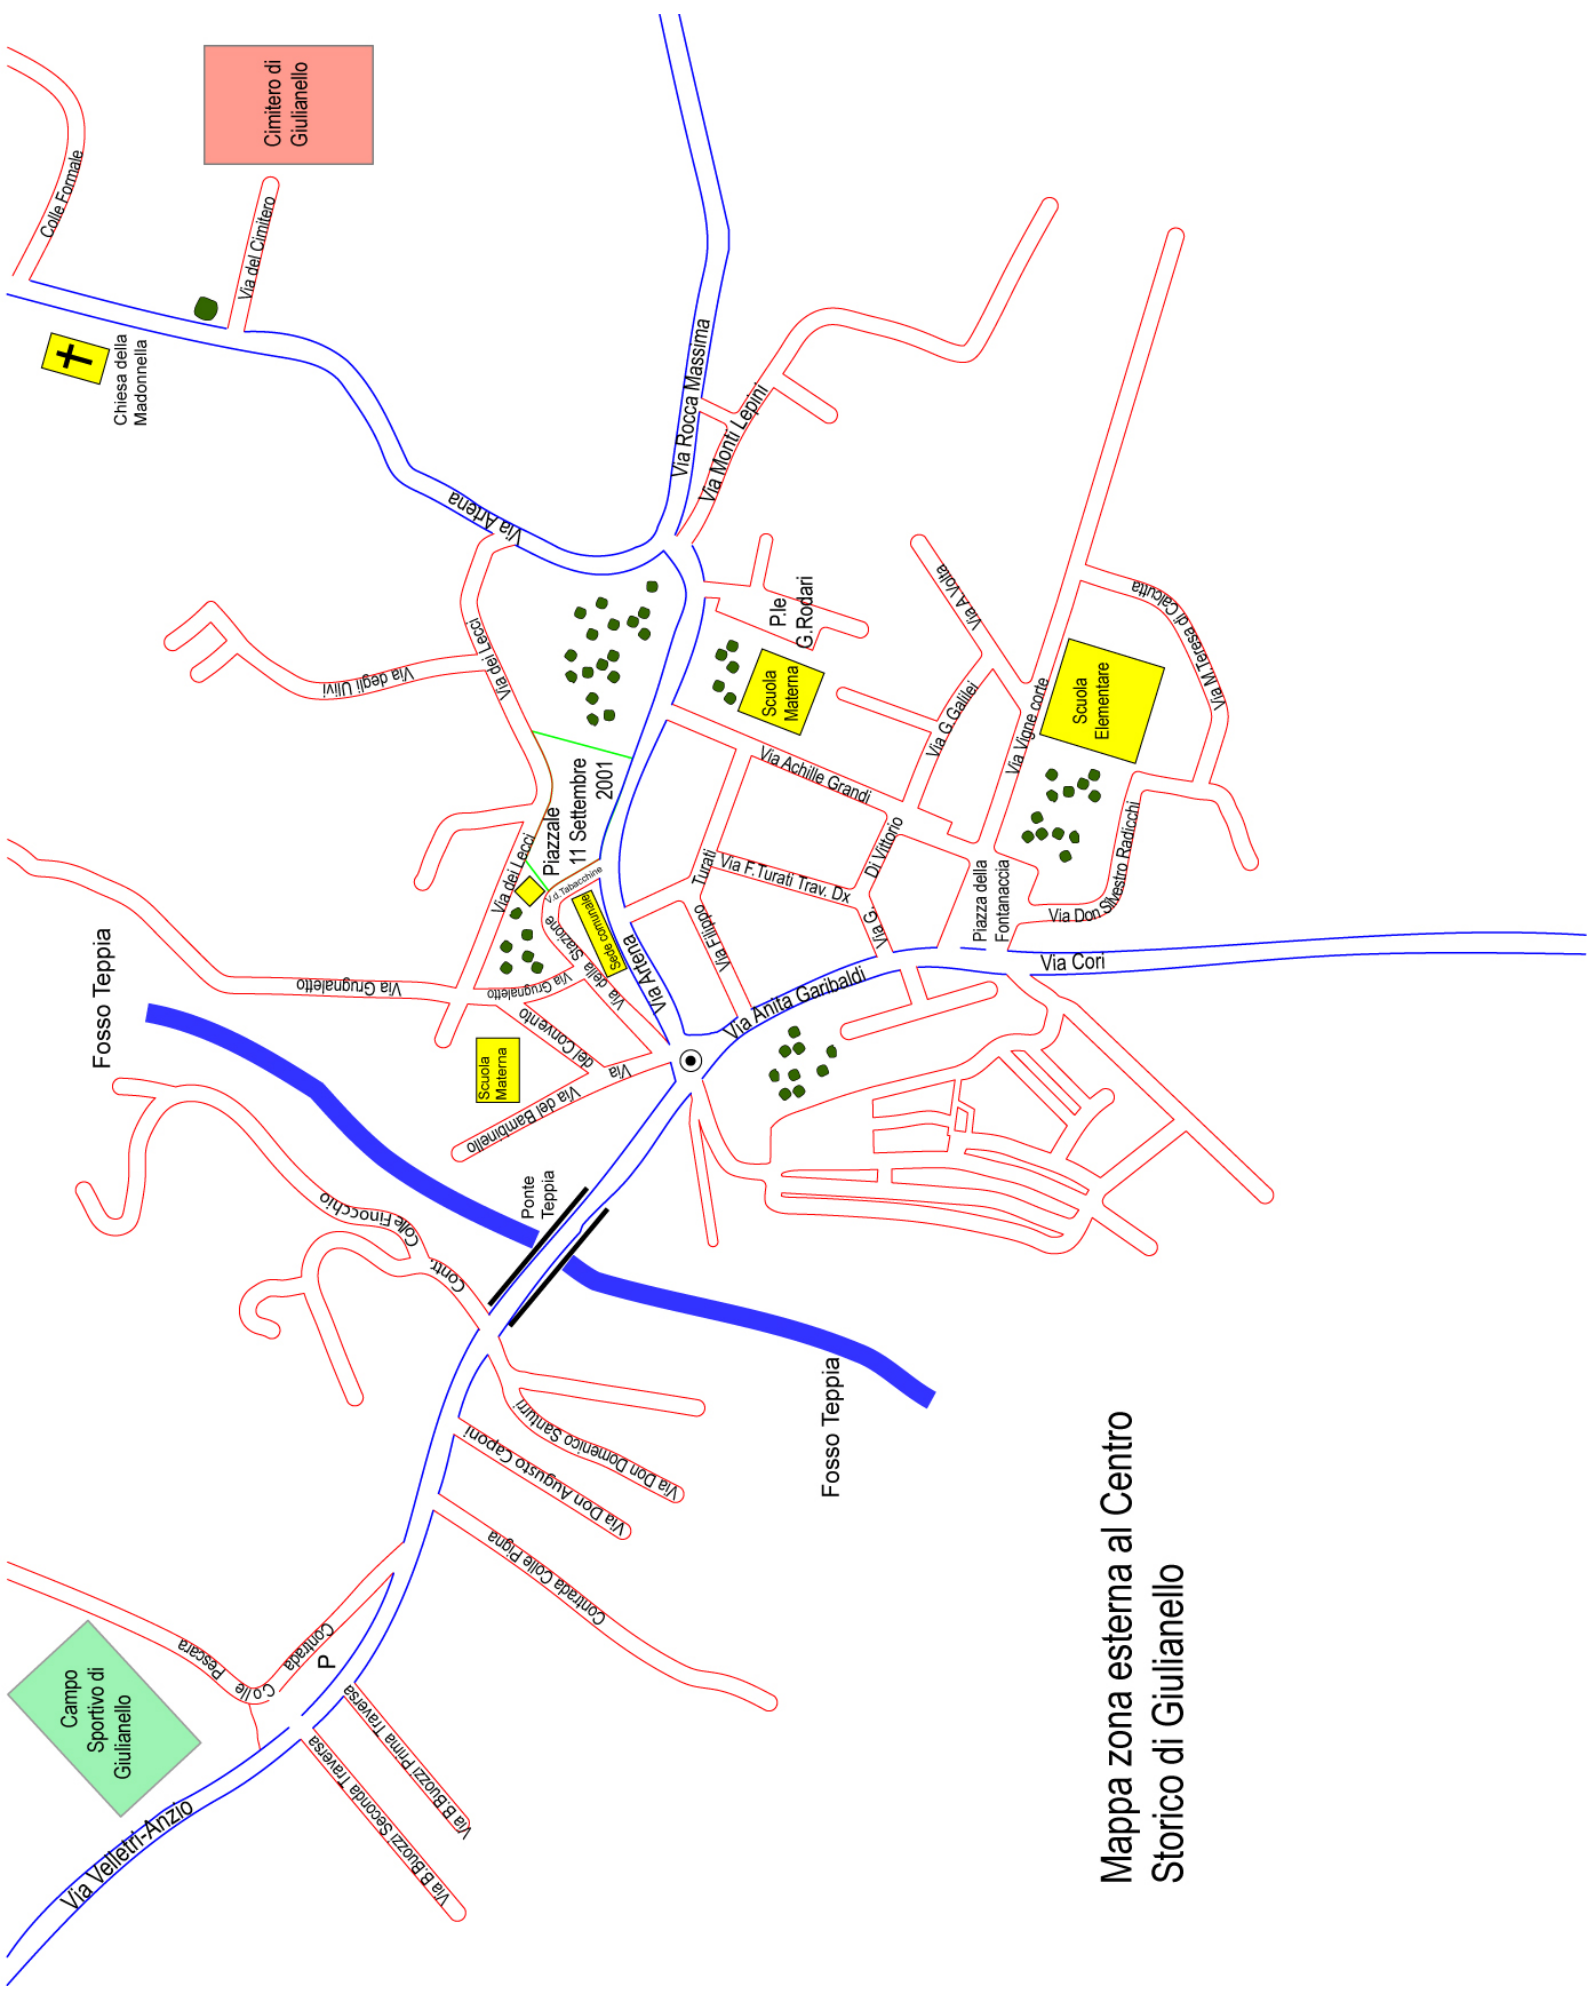 Colle Formale
Cimitero di
Giulianello
Via del Cimitero
Chiesa della
Madonnella
Via Artena
Via Rocca Massima
Via Monti Lepini
Via dei Lecci
Via degli Ulivi
P.le
G.Rodari
Scuola
Materna
Via A.Volta
Via G.Galilei
Via Vigne corte
Scuola
Elementare
Via M.Teresa di Calcutta
Via Don Silvestro Radicchi
Via Achille Grandi
Piazzale
11 Settembre
2001
Via dei Lecci
V.d.Tabacchine
Sede comunale
Via della Stazione
Via Artena
Via Filippo Turati
Via F.Turati Trav. Dx
Via G. Di Vittorio
Piazza della
Fontanaccia
Via Cori
Via Anita Garibaldi
Via Grugnaletto
Via Grugnaletto
Via del Convento
Via del Bambinello
Scuola
Materna
Fosso Teppia
Ponte
Teppia
Contr. Colle Finocchio
Fosso Teppia
Via Don Domenico Santurri
Via Don Augusto Caponi
Contrada Colle Pigna
Contrada Colle Pescara
P
Campo
Sportivo di
Giulianello
Via B.Buozzi Prima Traversa
Via B.Buozzi Seconda Traversa
Via Velletri-Anzio
Mappa zona esterna al Centro
Storico di Giulianello